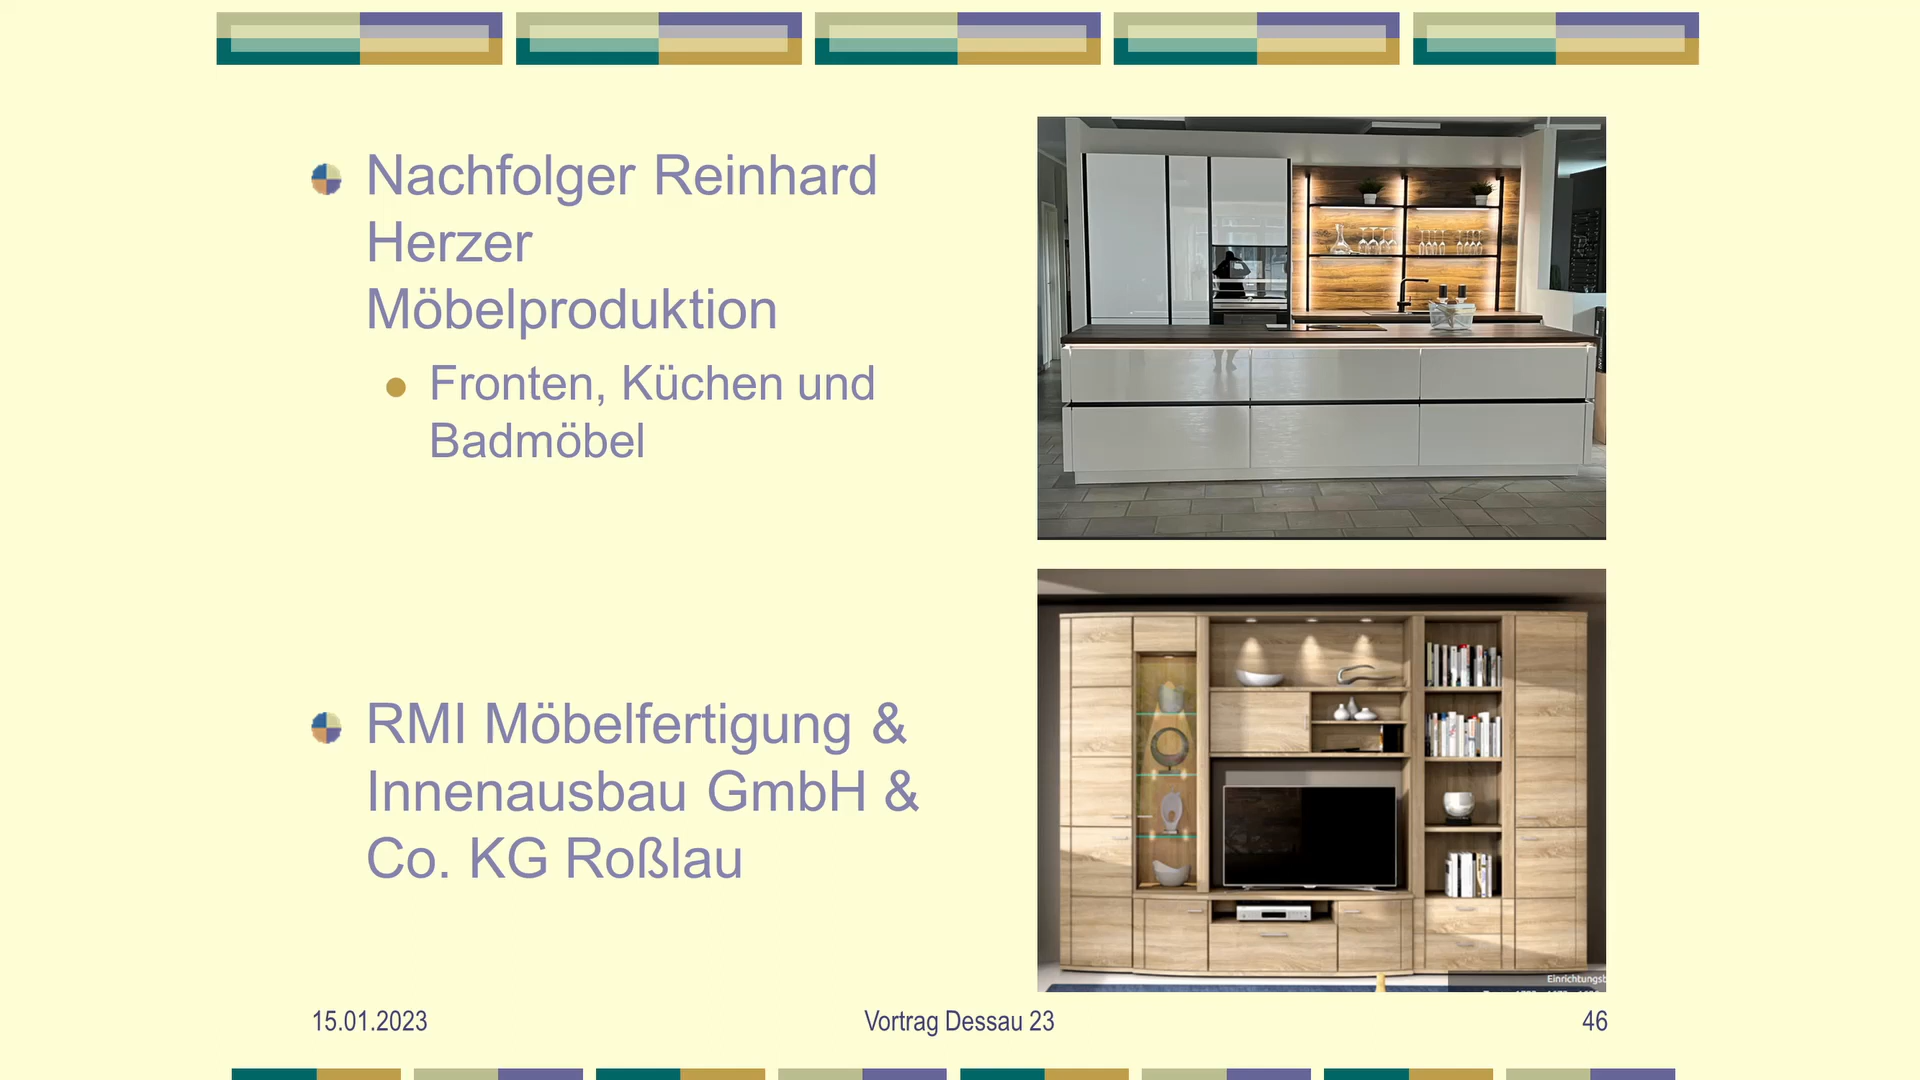 Nachfolger Reinhard
Herzer
Möbelproduktion
Fronten, Küchen und
Badmöbel
RMI Möbelfertigung &
Innenausbau GmbH &
Co. KG Roßlau
15.01.2023
Vortrag Dessau 23
46